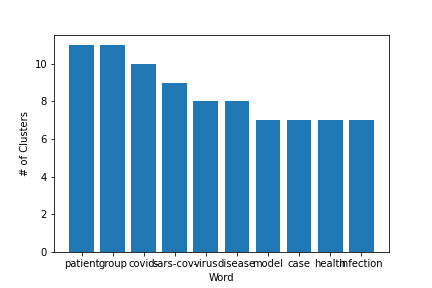 10
8
6
4
2
0
# of Clusters
patient group covid sars-cov virus disease model case health infection
Word